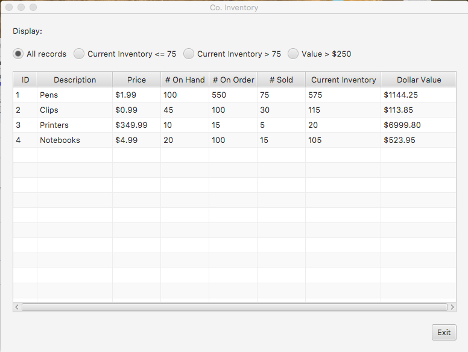 Co. Inventory
Display:
All records Current Inventory <= 75 Current Inventory > 75 Value > $250
ID Description Price # On Hand # On Order # Sold Current Inventory Dollar Value
1 Pens $1.99 100 550 75 575 $1144.25
2 Clips $0.99 45 100 30 115 $113.85
3 Printers $349.99 10 15 5 20 $6999.80
4 Notebooks $4.99 20 100 15 105 $523.95
Exit